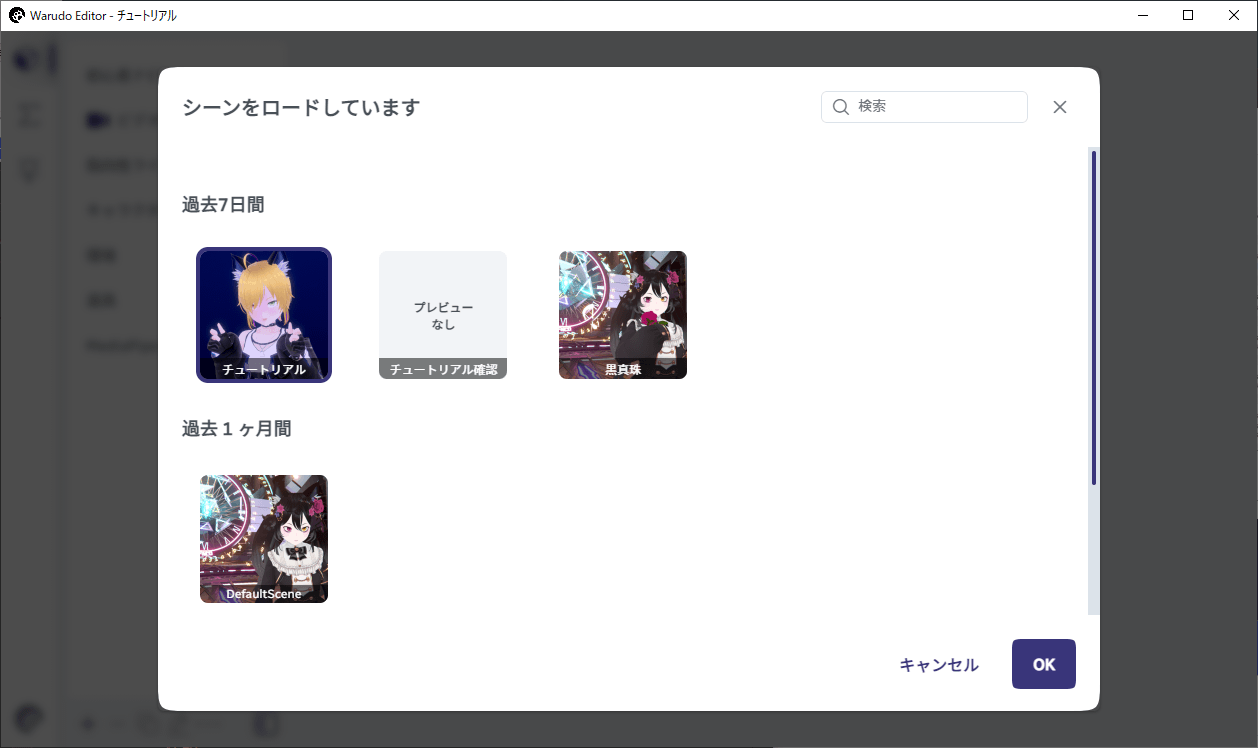 Warudo Editor - チュートリアル
シーンをロードしています
検索
過去7日間
チュートリアル
プレビュー
なし
チュートリアル確認
黒真珠
過去１ヶ月間
DefaultScene
キャンセル
OK